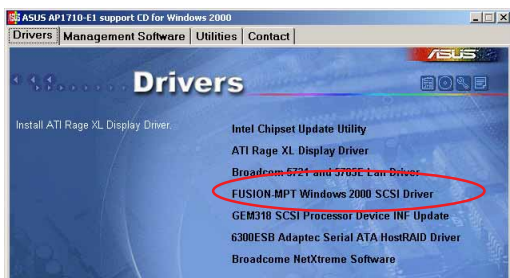 ASUS AP1710-E1 support CD for Windows 2000
Drivers Management Software Utilities Contact
ASUS
Drivers
Install ATI Rage XL Display Driver.
Intel Chipset Update Utility
ATI Rage XL Display Driver
Broadcom 5721 and 5705E Lan Driver
FUSION-MPT Windows 2000 SCSI Driver
GEM318 SCSI Processor Device INF Update
6300ESB Adaptec Serial ATA HostRAID Driver
Broadcome NetXtreme Software